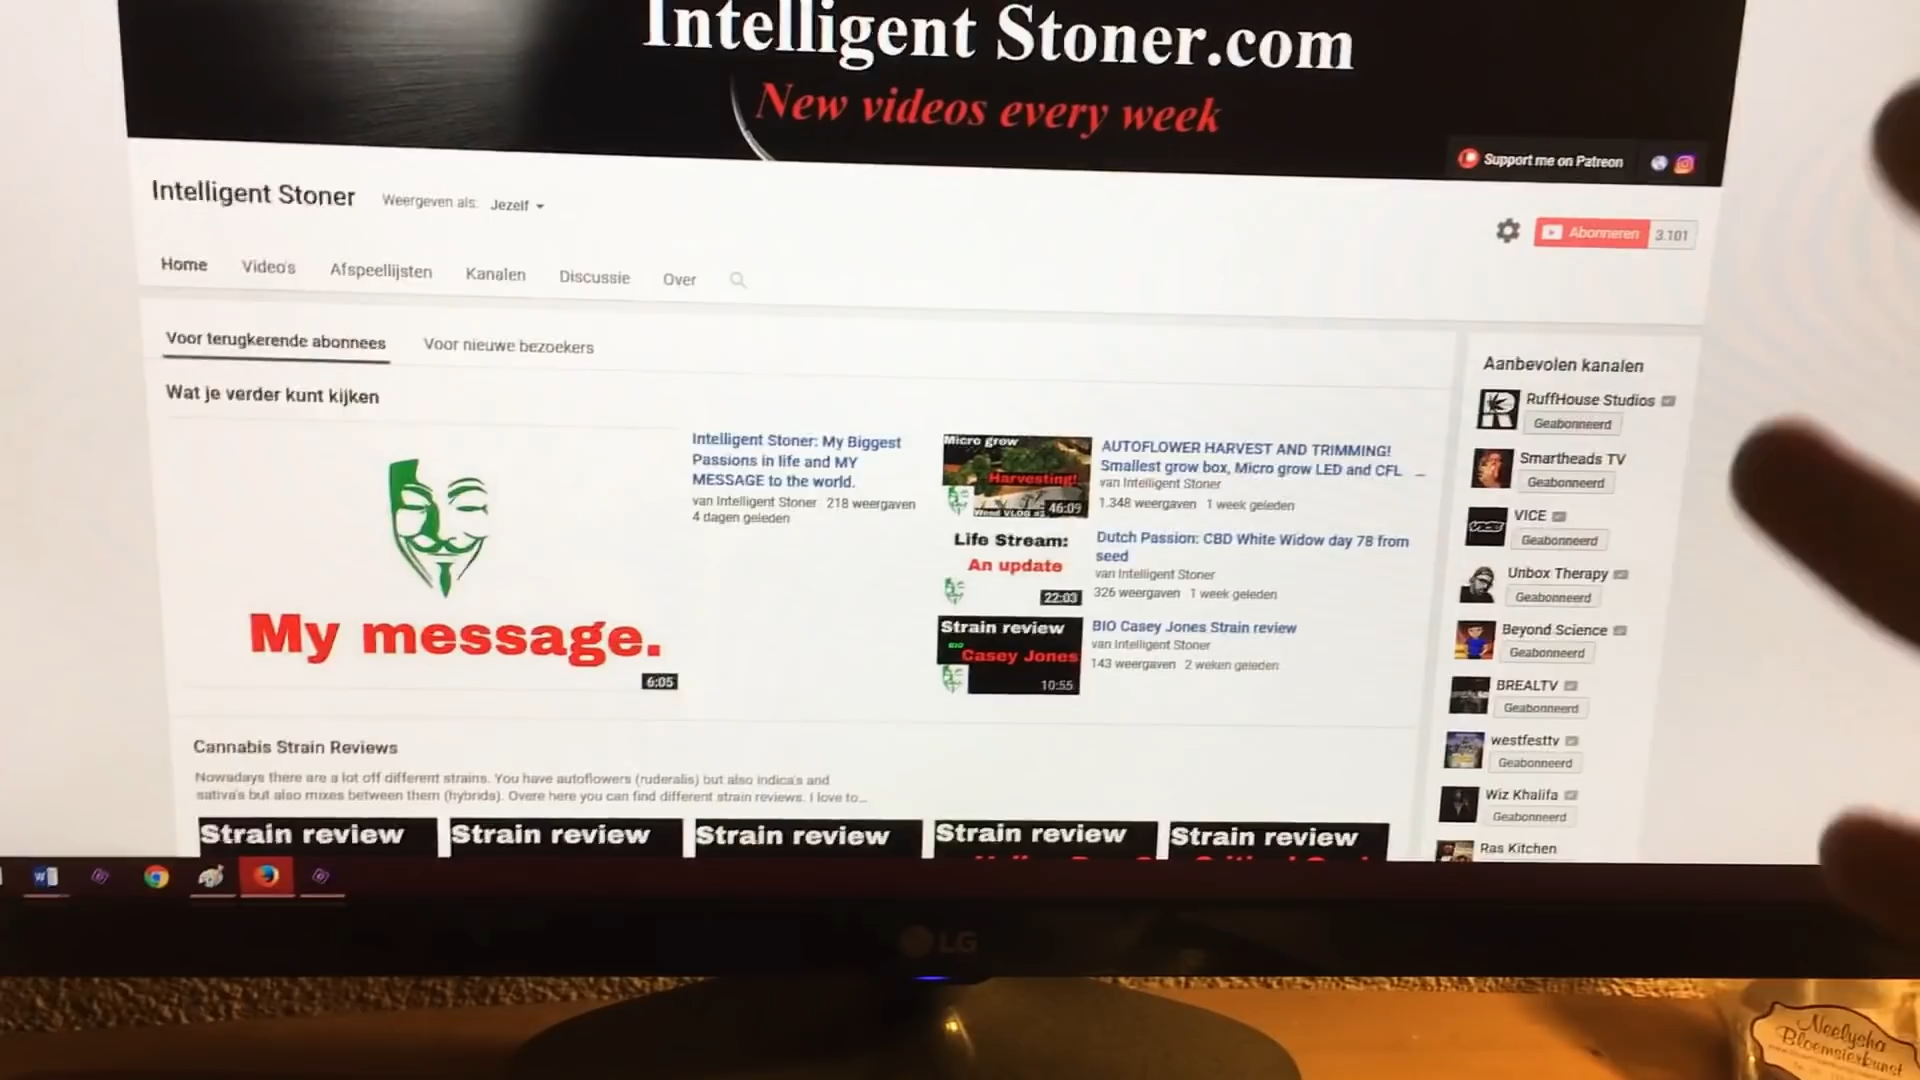 Intelligent Stoner.com
New videos every week
Support me on Patreon
Intelligent Stoner
Weergeven als: Jezelf
Abonneren 3.101
Home Video's Afspeellijsten Kanalen Discussie Over
Voor terugkerende abonnees Voor nieuwe bezoekers
Wat je verder kunt kijken
My message.
6:05
Intelligent Stoner: My Biggest
Passions in life and MY
MESSAGE to the world.
van Intelligent Stoner 218 weergaven
4 dagen geleden
Micro grow
Harvesting!
Weed VLOG
46:09
AUTOFLOWER HARVEST AND TRIMMING!
Smallest grow box, Micro grow LED and CFL
van Intelligent Stoner
1.348 weergaven 1 week geleden
Life Stream:
An update
22:03
Dutch Passion: CBD White Widow day 78 from
seed
van Intelligent Stoner
326 weergaven 1 week geleden
Strain review
BIO
Casey Jones
10:55
BIO Casey Jones Strain review
van Intelligent Stoner
143 weergaven 2 weken geleden
Cannabis Strain Reviews
Nowadays there are a lot off different strains. You have autoflowers (ruderalis) but also indica's and
sativa's but also mixes between them (hybrids). Overe here you can find different strain reviews. I love to...
Strain review
Strain review
Strain review
Strain review
Strain review
Aanbevolen kanalen
RuffHouse Studios
Geabonneerd
Smartheads TV
Geabonneerd
VICE
VICE
Geabonneerd
Unbox Therapy
Geabonneerd
Beyond Science
Geabonneerd
BREALTV
Geabonneerd
westfesttv
Geabonneerd
Wiz Khalifa
Geabonneerd
Ras Kitchen
LG
Neelycha
Bloemsierkunst